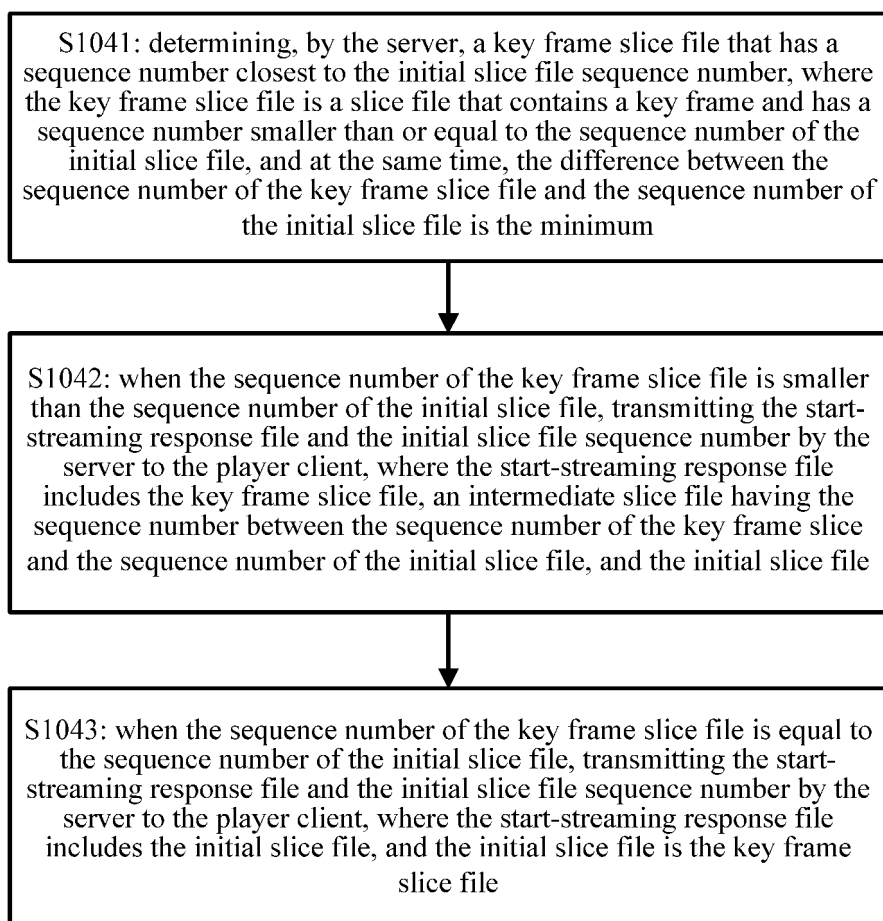 S1041: determining, by the server, a key frame slice file that has a
sequence number closest to the initial slice file sequence number, where
the key frame slice file is a slice file that contains a key frame and has a
sequence number smaller than or equal to the sequence number of the
initial slice file, and at the same time, the difference between the
sequence number of the key frame slice file and the sequence number of
the initial slice file is the minimum
S1042: when the sequence number of the key frame slice file is smaller
than the sequence number of the initial slice file, transmitting the start-
streaming response file and the initial slice file sequence number by the
server to the player client, where the start-streaming response file
includes the key frame slice file, an intermediate slice file having the
sequence number between the sequence number of the key frame slice
and the sequence number of the initial slice file, and the initial slice file
S1043: when the sequence number of the key frame slice file is equal to
the sequence number of the initial slice file, transmitting the start-
streaming response file and the initial slice file sequence number by the
server to the player client, where the start-streaming response file
includes the initial slice file, and the initial slice file is the key frame
slice file